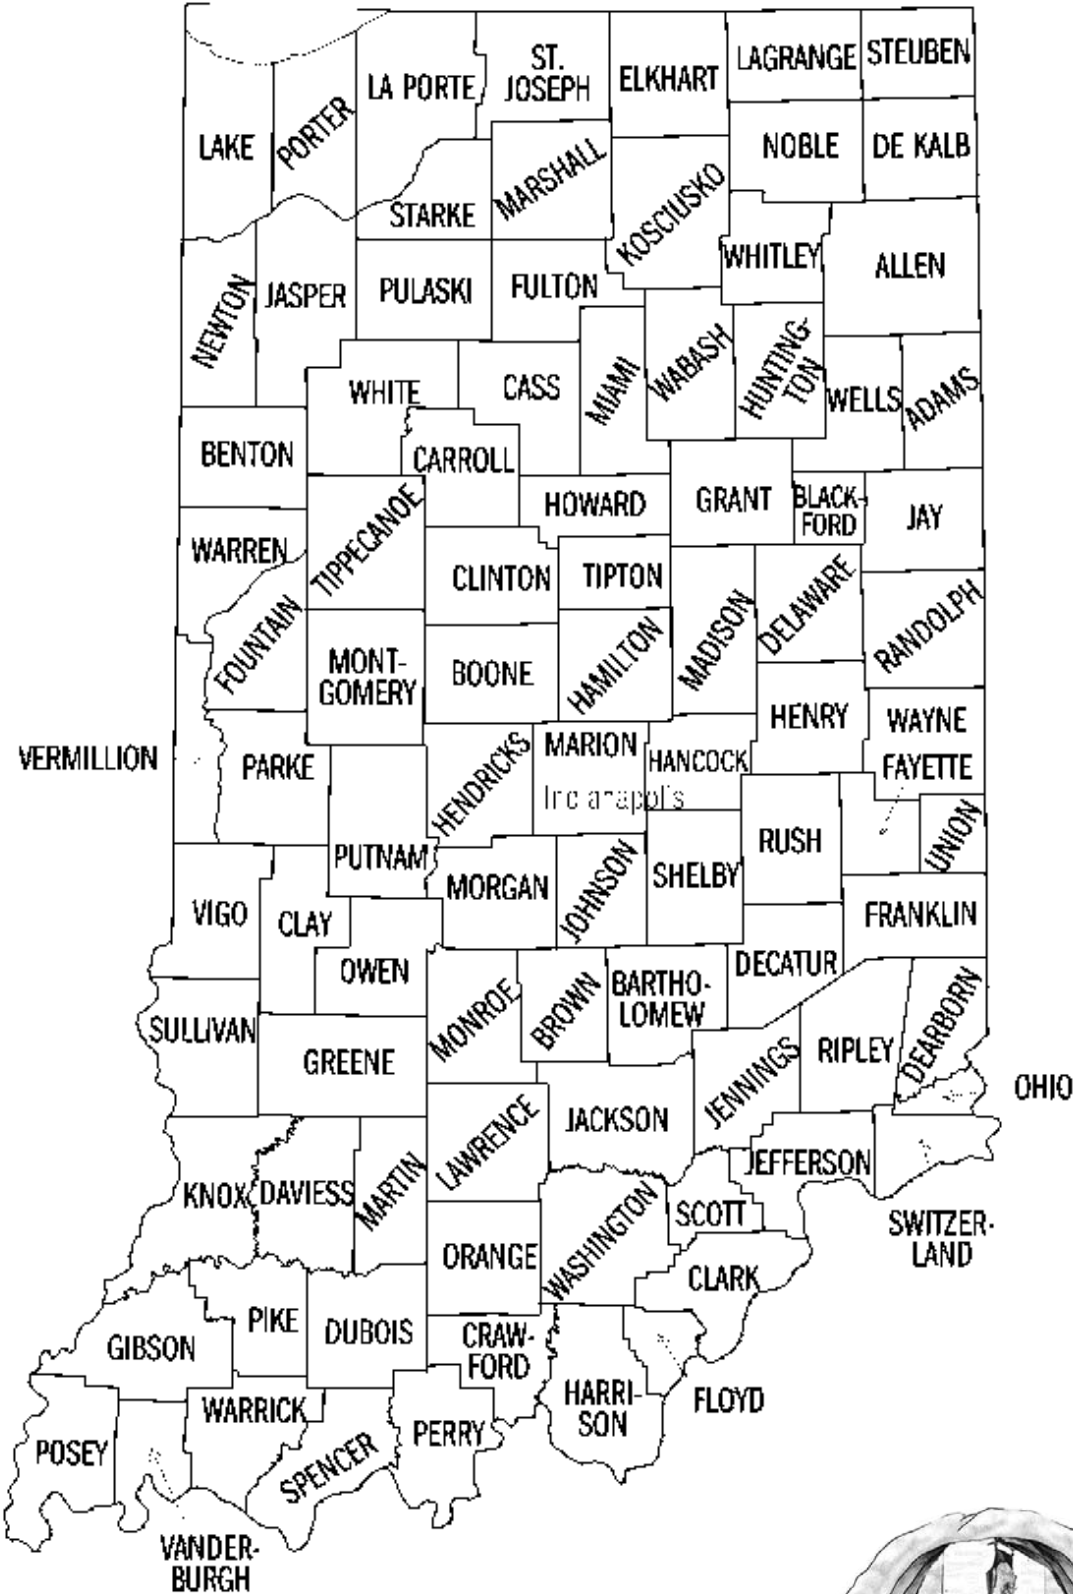 ST.
JOSEPH
LAGRANGE
STEUBEN
LA PORTE
ELKHART
LAKE
PORTER
NOBLE
DE KALB
MARSHALL
STARKE
KOSCIUSKO
WHITLEY
ALLEN
NEWTON
JASPER
PULASKI
FULTON
WHITE
CASS
MIAMI
WABASH
HUNTING-
TON
WELLS
ADAMS
BENTON
CARROLL
HOWARD
GRANT
BLACK-
FORD
JAY
WARREN
TIPPECANOE
CLINTON
TIPTON
MADISON
DELAWARE
RANDOLPH
FOUNTAIN
MONT-
GOMERY
BOONE
HAMILTON
HENRY
WAYNE
VERMILLION
PARKE
HENDRICKS
MARION
HANCOCK
FAYETTE
Indianapolis
PUTNAM
RUSH
UNION
MORGAN
JOHNSON
SHELBY
VIGO
CLAY
FRANKLIN
OWEN
DECATUR
MONROE
BROWN
BARTHO-
LOMEW
SULLIVAN
GREENE
JENNINGS
RIPLEY
DEARBORN
OHIO
LAWRENCE
JACKSON
JEFFERSON
KNOX
DAVIESS
MARTIN
WASHINGTON
SCOTT
SWITZER-
LAND
ORANGE
CLARK
GIBSON
PIKE
DUBOIS
CRAW-
FORD
HARRI-
SON
FLOYD
POSEY
WARRICK
SPENCER
PERRY
VANDER-
BURGH